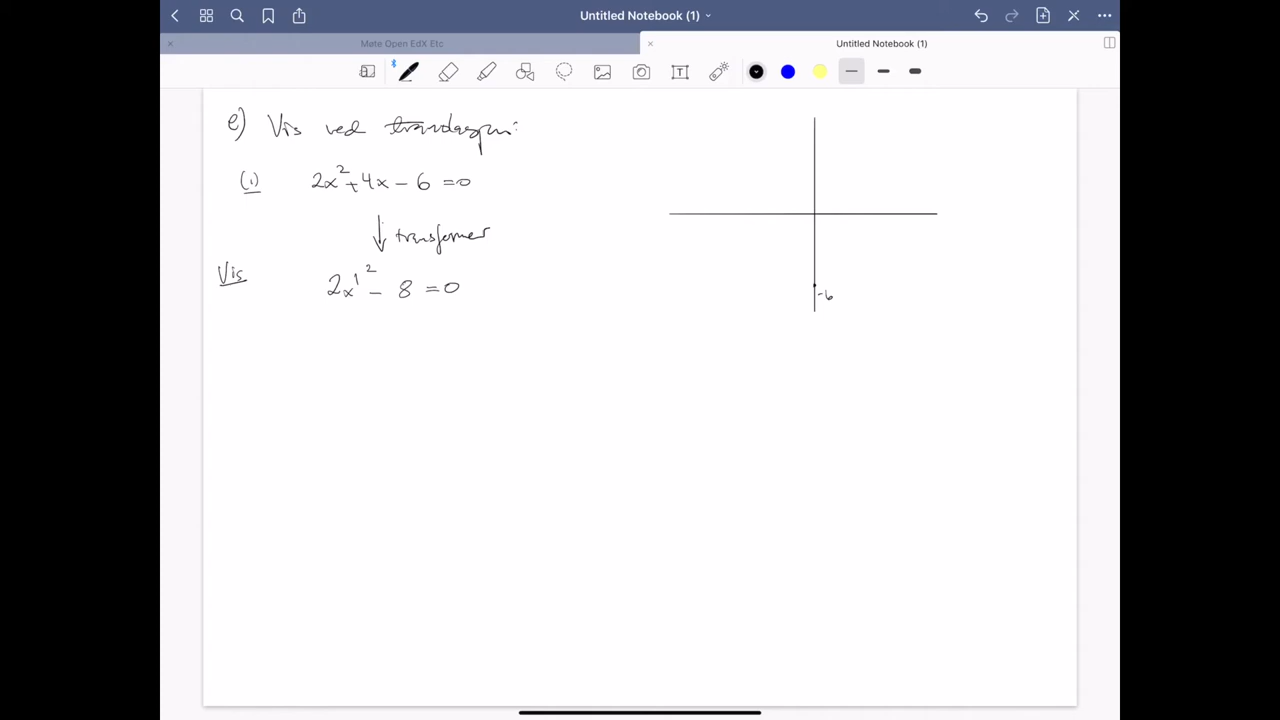 Untitled Notebook (1)
Møte Open EdX Etc
Untitled Notebook (1)
e) Vis ved
(i) 2x² + 4x - 6 = 0
↓ transformer
Vis 2x'² - 8 = 0
-6